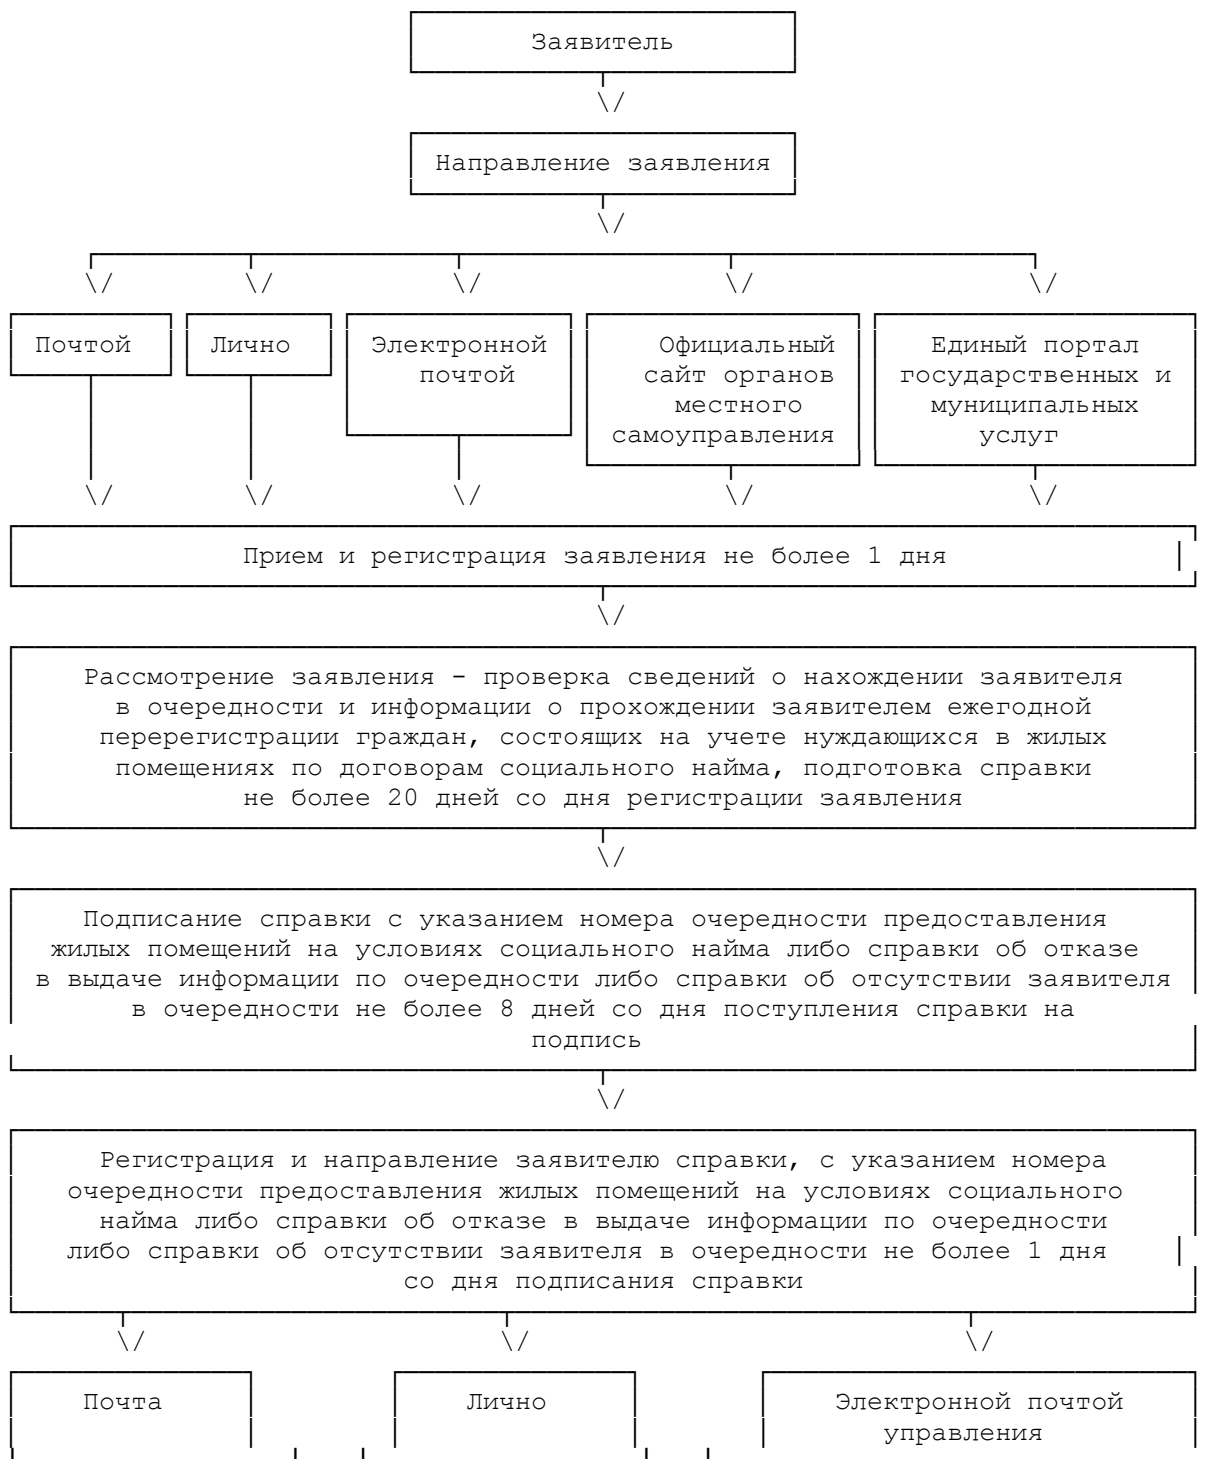 Заявитель
Направление заявления
Почтой Лично Электронной Официальный Единый портал
почтой сайт органов государственных и
местного муниципальных
самоуправления услуг
Прием и регистрация заявления не более 1 дня
Рассмотрение заявления - проверка сведений о нахождении заявителя
в очередности и информации о прохождении заявителем ежегодной
перерегистрации граждан, состоящих на учете нуждающихся в жилых
помещениях по договорам социального найма, подготовка справки
не более 20 дней со дня регистрации заявления
Подписание справки с указанием номера очередности предоставления
жилых помещений на условиях социального найма либо справки об отказе
в выдаче информации по очередности либо справки об отсутствии заявителя
в очередности не более 8 дней со дня поступления справки на
подпись
Регистрация и направление заявителю справки, с указанием номера
очередности предоставления жилых помещений на условиях социального
найма либо справки об отказе в выдаче информации по очередности
либо справки об отсутствии заявителя в очередности не более 1 дня
со дня подписания справки
Почта Лично Электронной почтой
управления